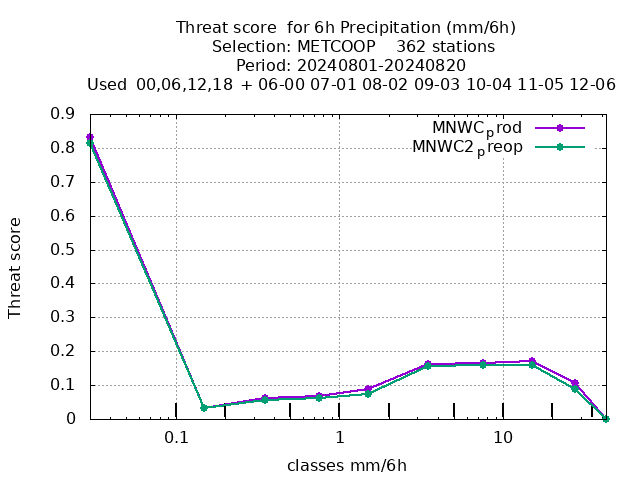 Threat score  for 6h Precipitation (mm/6h)
Selection: METCOOP    362 stations
Period: 20240801-20240820
Used  00,06,12,18  + 06-00 07-01 08-02 09-03 10-04 11-05 12-06
MNWCprod
MNWC2preop
0.9
0.8
0.7
0.6
0.5
0.4
0.3
0.2
0.1
0
Threat score
0.1 1 10
classes mm/6h